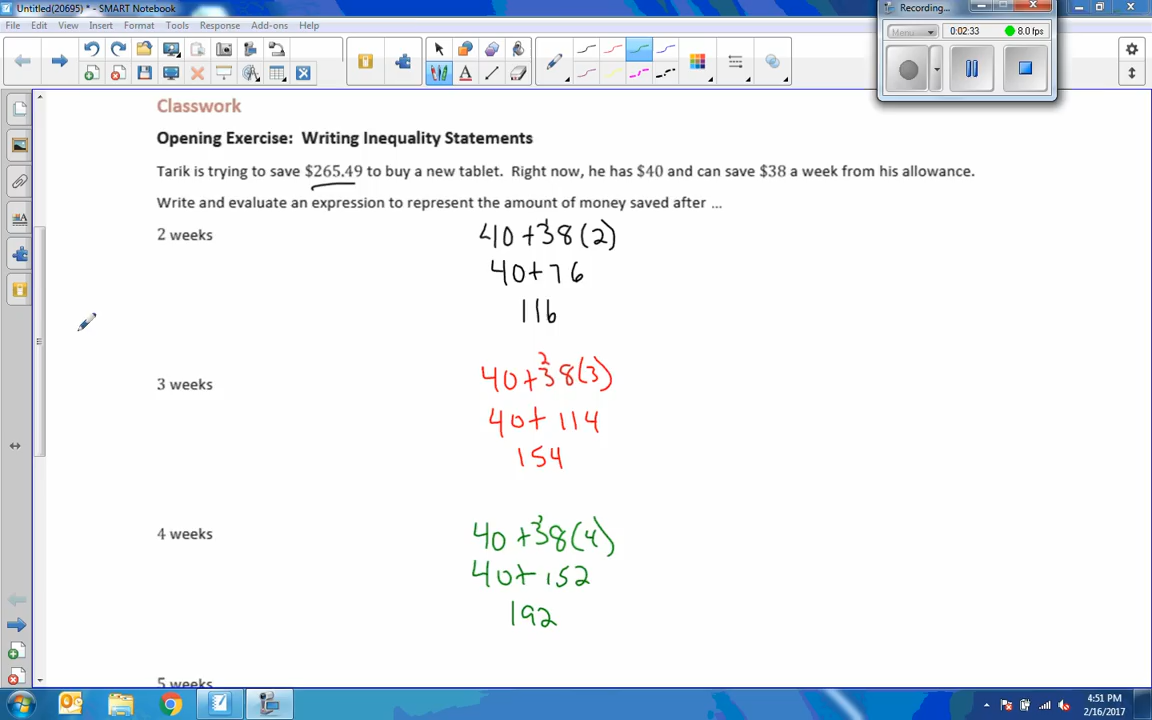 Untitled(20695) * - SMART Notebook
Recording...
File Edit View Insert Format Tools Response Add-ons Help
Menu
0:02:33
8.0 fps
Classwork
Opening Exercise: Writing Inequality Statements
Tarik is trying to save $265.49 to buy a new tablet. Right now, he has $40 and can save $38 a week from his allowance.
Write and evaluate an expression to represent the amount of money saved after ...
2 weeks
1
40 + 38 (2)
40 + 76
116
3 weeks
2
40 + 38 (3)
40 + 114
154
4 weeks
3
40 + 38 (4)
40 + 152
192
5 weeks
4:51 PM
2/16/2017